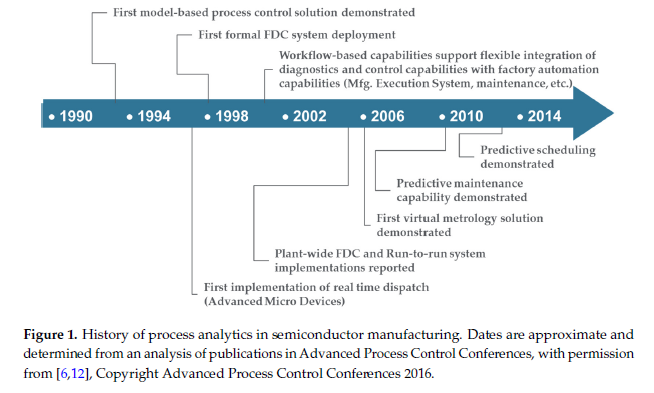 First model-based process control solution demonstrated
First formal FDC system deployment
Workflow-based capabilities support flexible integration of
diagnostics and control capabilities with factory automation
capabilities (Mfg. Execution System, maintenance, etc.)
• 1990 • 1994 • 1998 • 2002 • 2006 • 2010 • 2014
Predictive scheduling
demonstrated
Predictive maintenance
capability demonstrated
First virtual metrology solution
demonstrated
Plant-wide FDC and Run-to-run system
implementations reported
First implementation of real time dispatch
(Advanced Micro Devices)
Figure 1. History of process analytics in semiconductor manufacturing. Dates are approximate and
determined from an analysis of publications in Advanced Process Control Conferences, with permission
from [6,12], Copyright Advanced Process Control Conferences 2016.